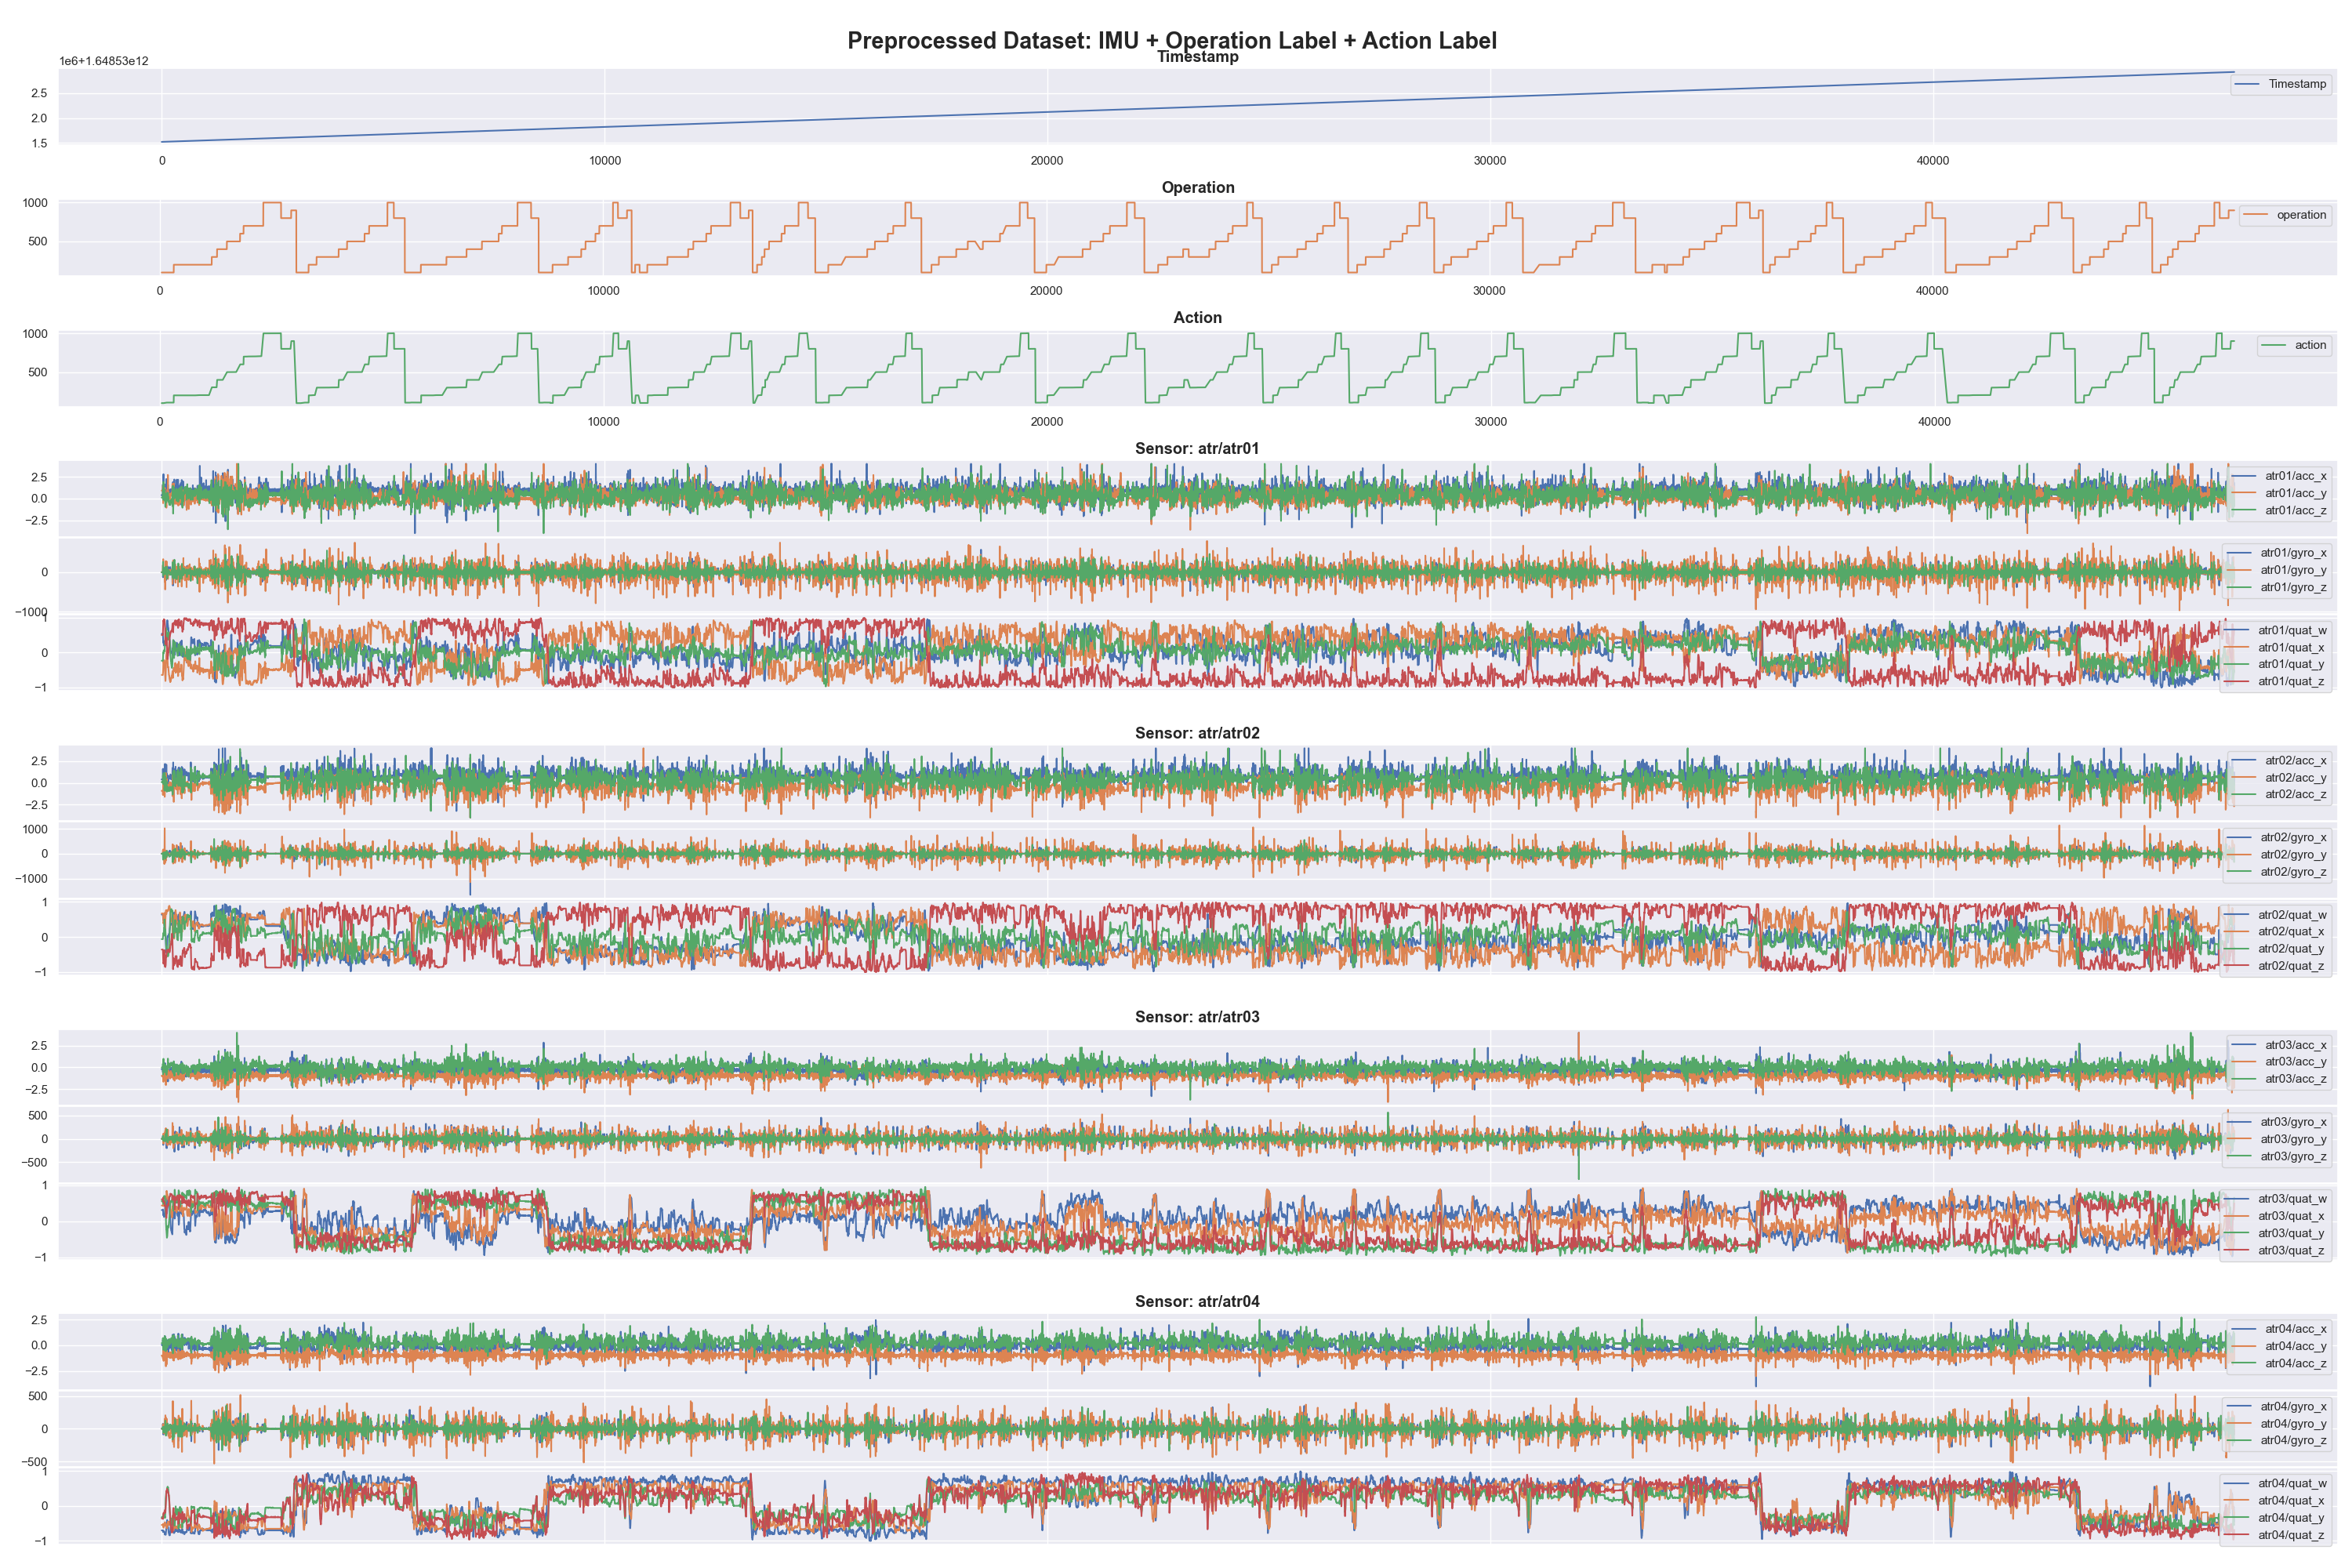 Preprocessed Dataset: IMU + Operation Label + Action Label
Timestamp
1e6+1.64853e12
2.5
2.0
1.5
Timestamp
0 10000 20000 30000 40000
Operation
1000
500
operation
0 10000 20000 30000 40000
Action
1000
500
action
0 10000 20000 30000 40000
Sensor: atr/atr01
2.5
0.0
−2.5
atr01/acc_x
atr01/acc_y
atr01/acc_z
0
−1000
atr01/gyro_x
atr01/gyro_y
atr01/gyro_z
1
0
−1
atr01/quat_w
atr01/quat_x
atr01/quat_y
atr01/quat_z
Sensor: atr/atr02
2.5
0.0
−2.5
atr02/acc_x
atr02/acc_y
atr02/acc_z
1000
0
−1000
atr02/gyro_x
atr02/gyro_y
atr02/gyro_z
1
0
−1
atr02/quat_w
atr02/quat_x
atr02/quat_y
atr02/quat_z
Sensor: atr/atr03
2.5
0.0
−2.5
atr03/acc_x
atr03/acc_y
atr03/acc_z
500
0
−500
atr03/gyro_x
atr03/gyro_y
atr03/gyro_z
1
0
−1
atr03/quat_w
atr03/quat_x
atr03/quat_y
atr03/quat_z
Sensor: atr/atr04
2.5
0.0
−2.5
atr04/acc_x
atr04/acc_y
atr04/acc_z
500
0
−500
atr04/gyro_x
atr04/gyro_y
atr04/gyro_z
1
0
−1
atr04/quat_w
atr04/quat_x
atr04/quat_y
atr04/quat_z